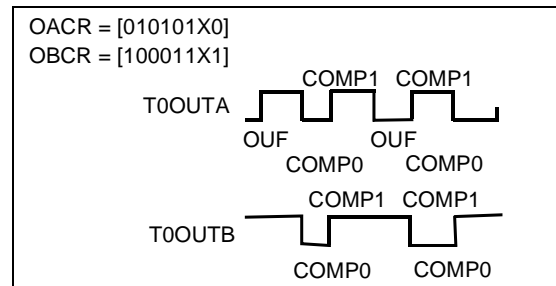 OACR = [010101X0]
OBCR = [100011X1]
COMP1 COMP1
T0OUTA
OUF OUF
COMP0 COMP0
COMP1 COMP1
T0OUTB
COMP0 COMP0